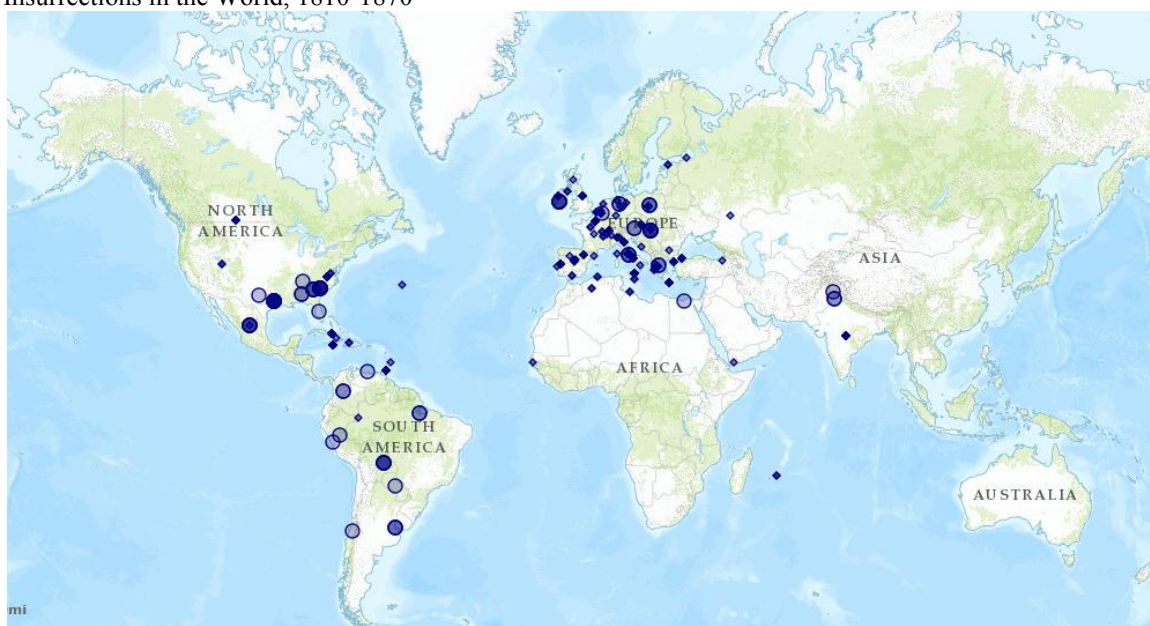 Insurrections in the World, 1810-1870
NORTH
AMERICA
EUROPE
ASIA
AFRICA
SOUTH
AMERICA
AUSTRALIA
mi